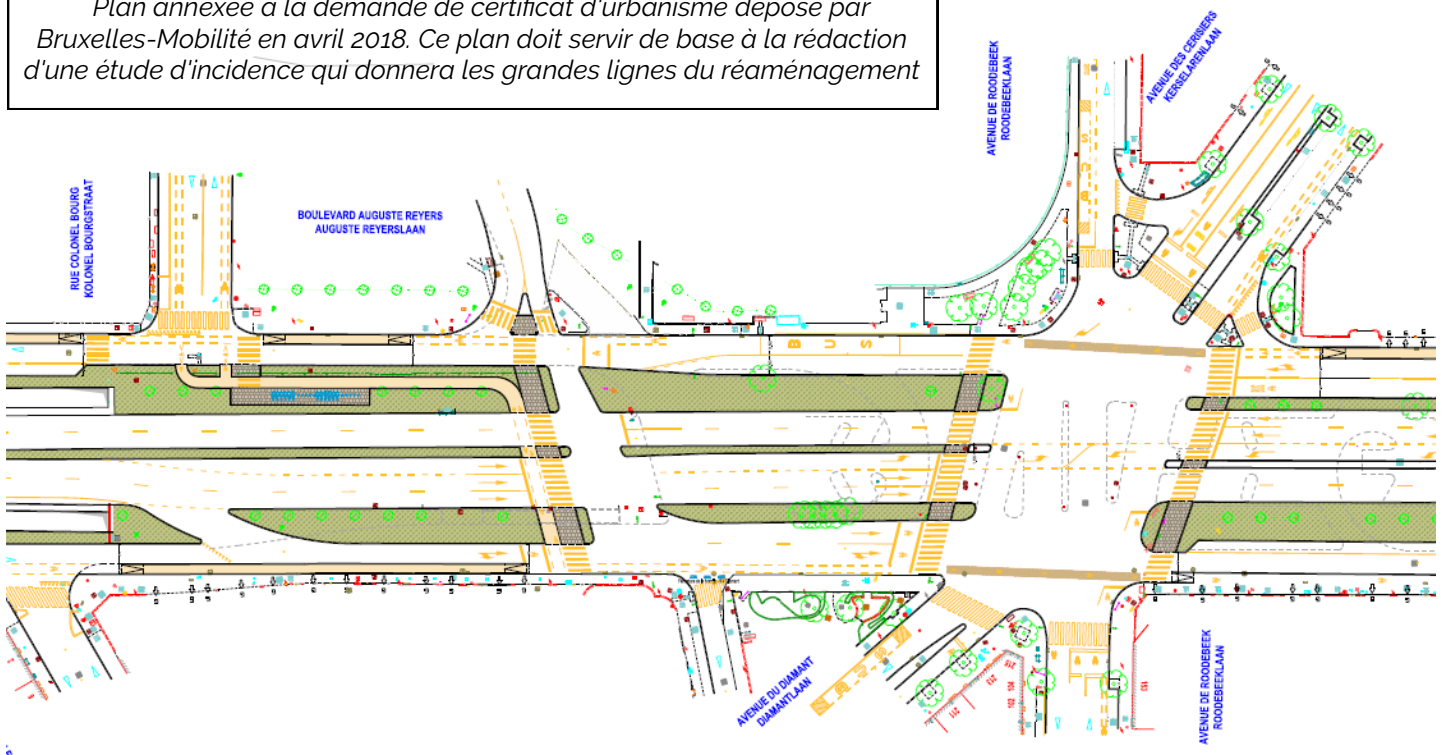 Plan annexée à la demande de certificat d'urbanisme déposé par
Bruxelles-Mobilité en avril 2018. Ce plan doit servir de base à la rédaction
d'une étude d'incidence qui donnera les grandes lignes du réaménagement
AVENUE DES CERISIERS
KERSELARENLAAN
AVENUE DE ROODEBEEK
ROODEBEEKLAAN
RUE COLONEL BOURG
KOLONEL BOURGSTRAAT
BOULEVARD AUGUSTE REYERS
AUGUSTE REYERSLAAN
BUS
BUS
AVENUE DU DIAMANT
DIAMANTLAAN
AVENUE DE ROODEBEEK
ROODEBEEKLAAN